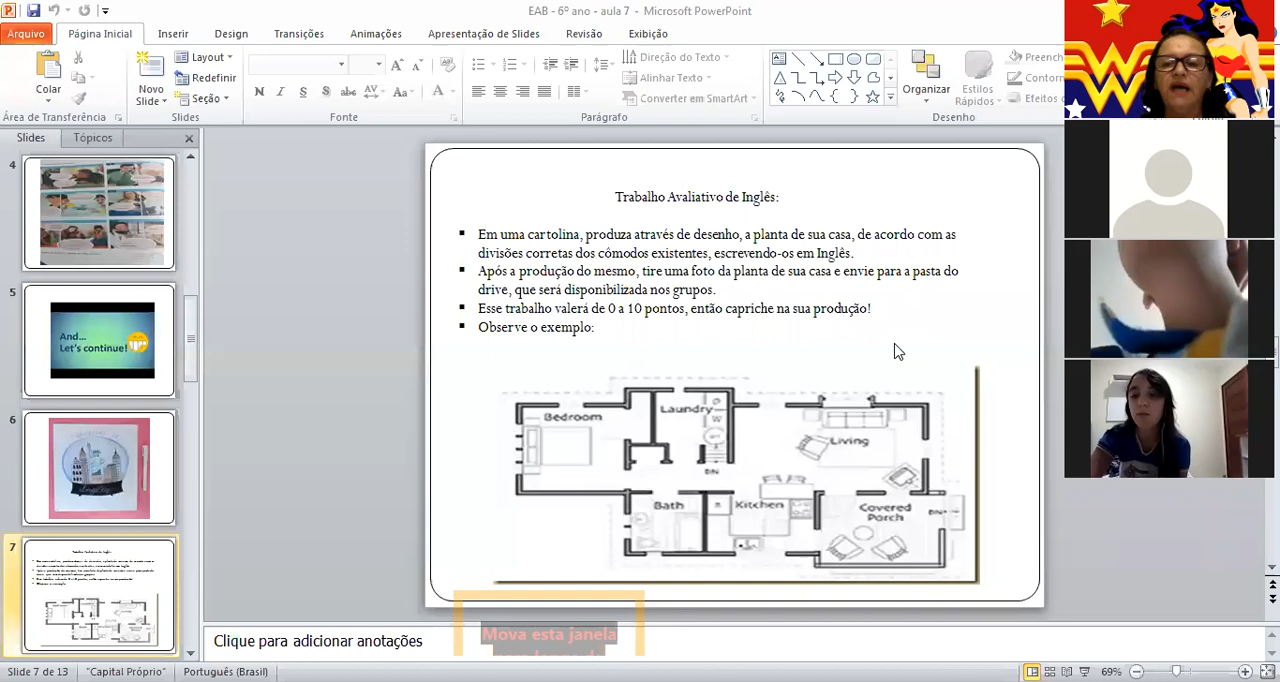 EAB - 6º ano - aula 7 - Microsoft PowerPoint
Arquivo Página Inicial Inserir Design Transições Animações Apresentação de Slides Revisão Exibição
Colar
Novo Slide
Layout
Redefinir
Seção
Direção do Texto
Alinhar Texto
Converter em SmartArt
Organizar
Estilos Rápidos
Efeitos
Área de Transferência Slides Fonte Parágrafo Desenho
Slides Tópicos
4
5
And...
Let's continue!
6
7
Trabalho Avaliativo de Inglês:
Em uma cartolina, produza através de desenho, a planta de sua casa, de acordo com as
divisões corretas dos cômodos existentes, escrevendo-os em Inglês.
Após a produção do mesmo, tire uma foto da planta de sua casa e envie para a pasta do
drive, que será disponibilizada nos grupos.
Esse trabalho valerá de 0 a 10 pontos, então capriche na sua produção!
Observe o exemplo:
Bedroom
Laundry
Living
DN
Bath
Kitchen
Covered
Porch
DN
Clique para adicionar anotações
Mova esta janela
Slide 7 de 13 "Capital Próprio" Português (Brasil) 69%